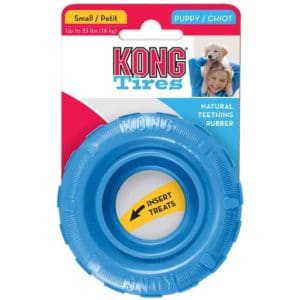 Small / Petit
Up to 35 lbs (16 kg)
PUPPY / CHIOT
KONG
Tires
NATURAL
TEETHING
RUBBER
KONG
INSERT
TREATS